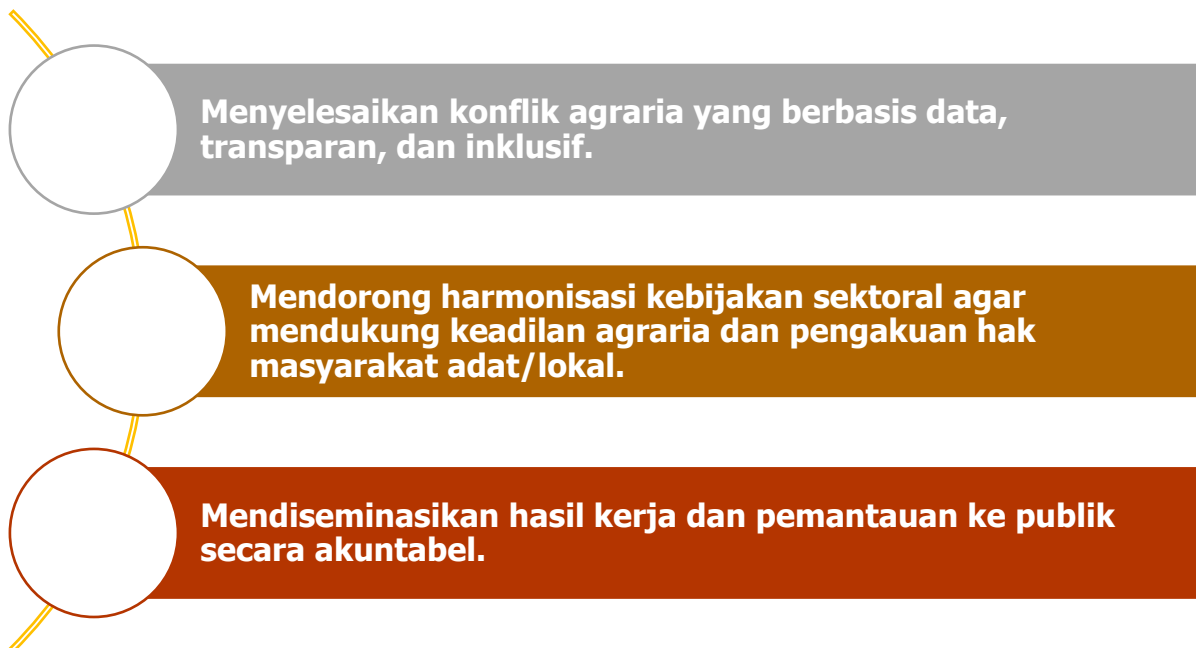 Menyelesaikan konflik agraria yang berbasis data,
transparan, dan inklusif.
Mendorong harmonisasi kebijakan sektoral agar
mendukung keadilan agraria dan pengakuan hak
masyarakat adat/lokal.
Mendiseminasikan hasil kerja dan pemantauan ke publik
secara akuntabel.